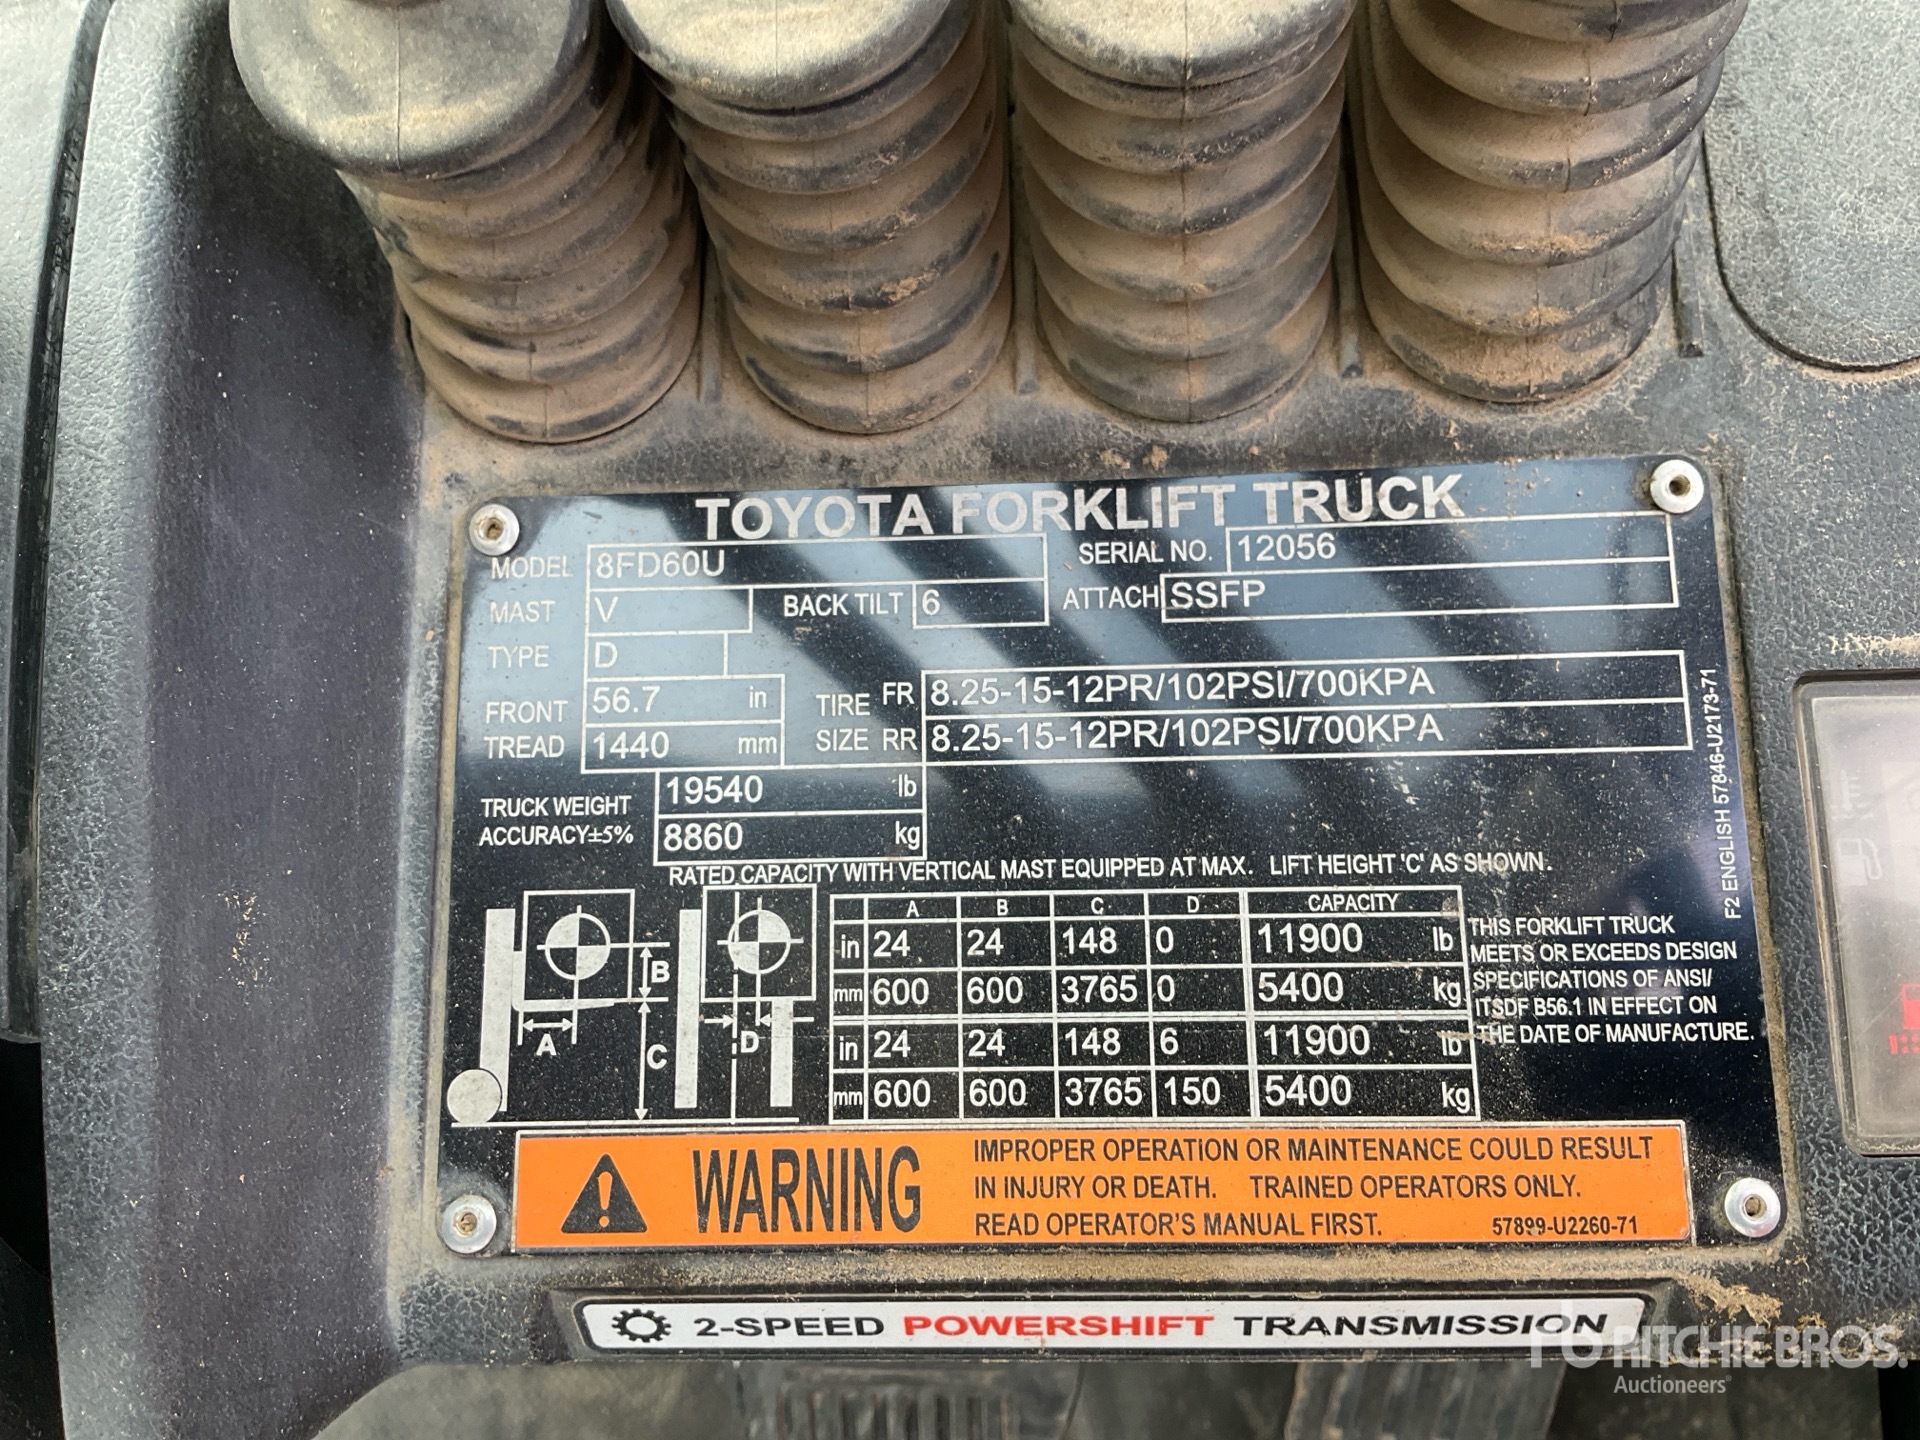 TOYOTA FORKLIFT TRUCK
MODEL 8FD60U SERIAL NO. 12056
MAST V BACK TILT 6 ATTACH SSFP
TYPE D
FRONT TREAD 56.7 in TIRE SIZE FR 8.25-15-12PR/102PSI/700KPA
1440 mm RR 8.25-15-12PR/102PSI/700KPA
TRUCK WEIGHT 19540 lb
ACCURACY±5% 8860 kg
F2 ENGLISH 57846-U2173-71
RATED CAPACITY WITH VERTICAL MAST EQUIPPED AT MAX. LIFT HEIGHT 'C' AS SHOWN.
B
A
C
D
A B C D CAPACITY
in 24 24 148 0 11900 lb
mm 600 600 3765 0 5400 kg
in 24 24 148 6 11900 lb
mm 600 600 3765 150 5400 kg
THIS FORKLIFT TRUCK
MEETS OR EXCEEDS DESIGN
SPECIFICATIONS OF ANSI/
ITSDF B56.1 IN EFFECT ON
THE DATE OF MANUFACTURE.
WARNING
IMPROPER OPERATION OR MAINTENANCE COULD RESULT
IN INJURY OR DEATH. TRAINED OPERATORS ONLY.
READ OPERATOR'S MANUAL FIRST. 57899-U2260-71
2-SPEED POWERSHIFT TRANSMISSION
RITCHIE BROS.
Auctioneers